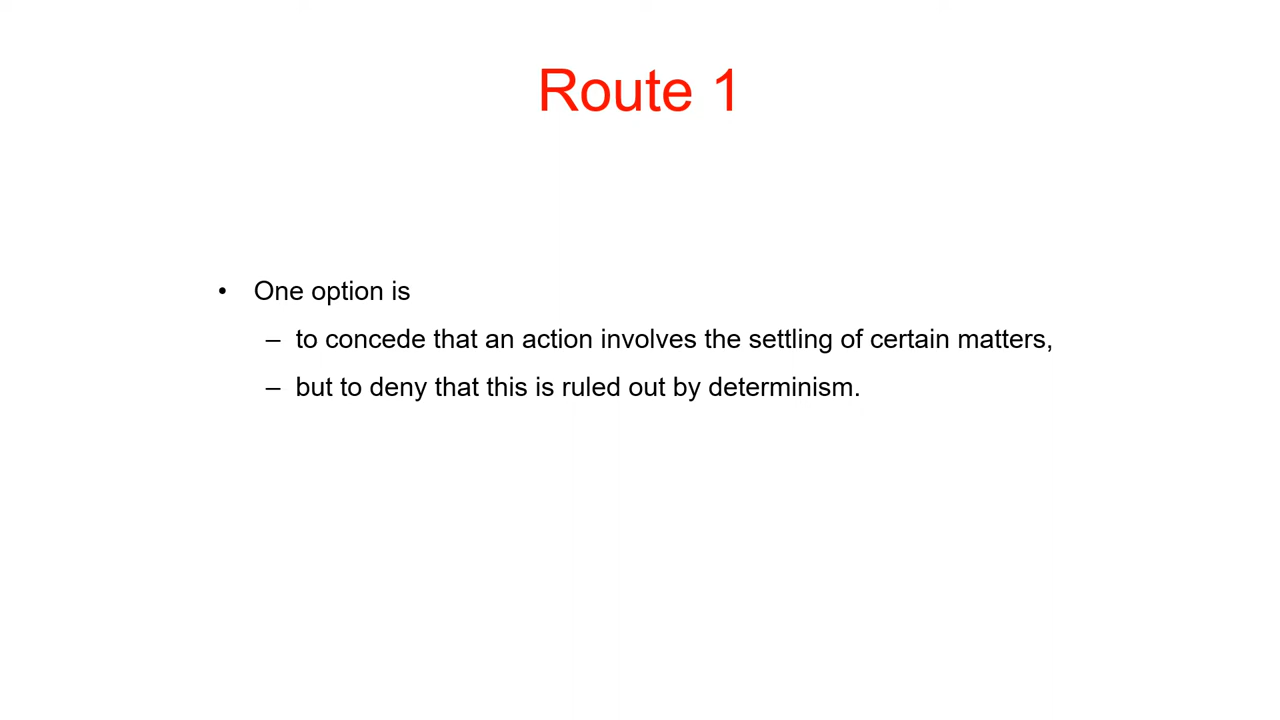 Route 1
• One option is
– to concede that an action involves the settling of certain matters,
– but to deny that this is ruled out by determinism.